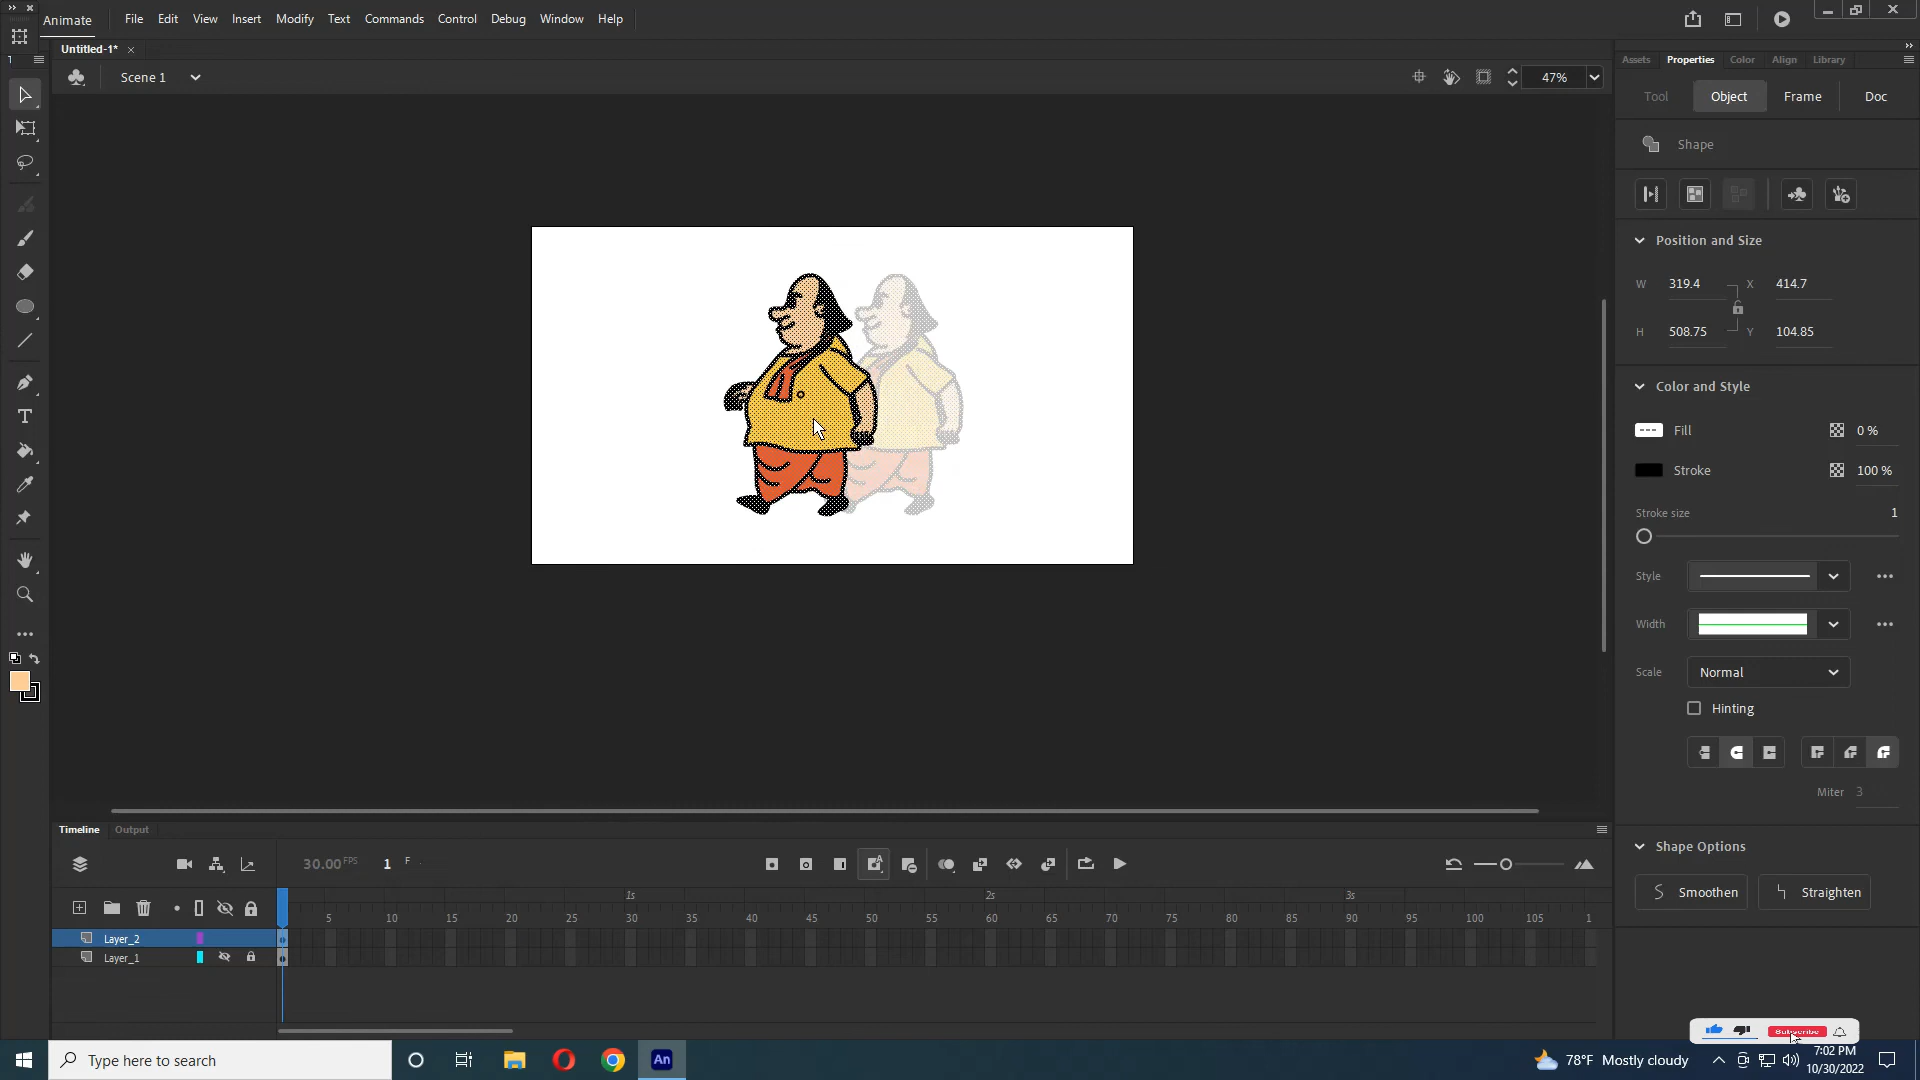 Animate
File Edit View Insert Modify Text Commands Control Debug Window Help
Untitled-1*
Scene 1
47%
Assets Properties Color Align Library
Tool Object Frame Doc
Shape
Position and Size
W 319.4 X 414.7
H 508.75 Y 104.85
Color and Style
Fill 0 %
Stroke 100 %
Stroke size 1
Style
Width
Scale Normal
Hinting
Miter 3
Shape Options
Smoothen Straighten
Timeline Output
30.00 FPS 1 F
1s 2s 3s
5 10 15 20 25 30 35 40 45 50 55 60 65 70 75 80 85 90 95 100 105 1
Layer_2
Layer_1
Subscribe
Type here to search
An
78°F Mostly cloudy
7:02 PM
10/30/2022